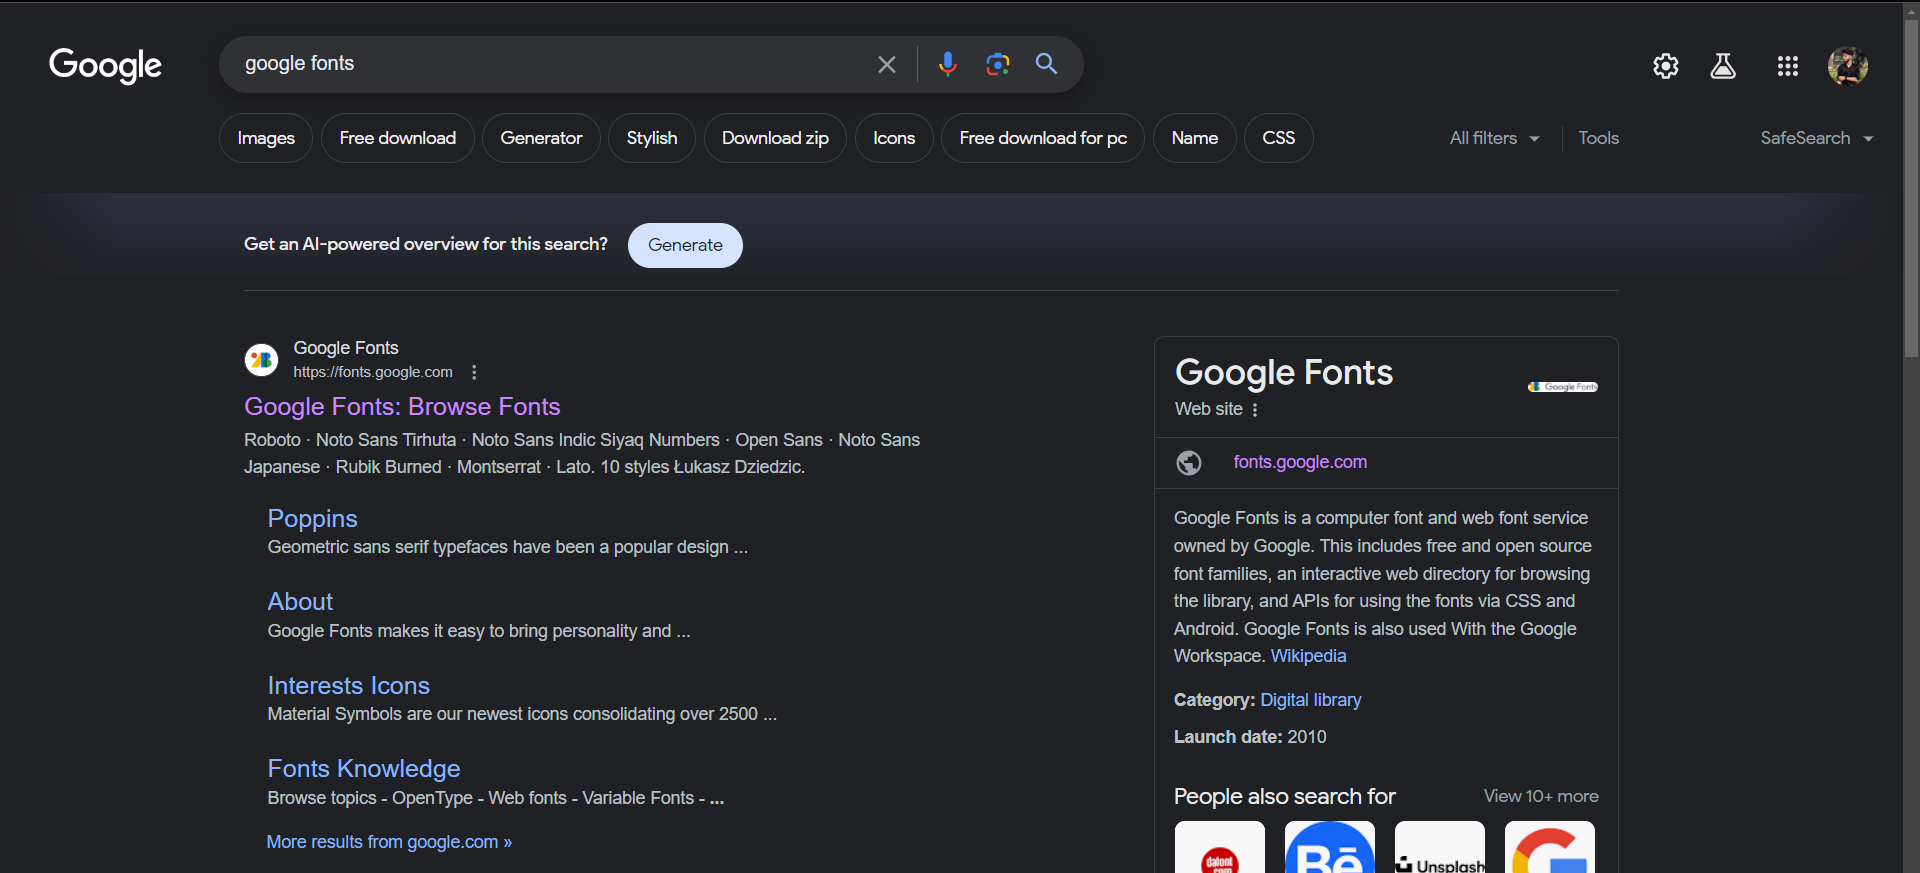 Google
google fonts
Images
Free download
Generator
Stylish
Download zip
Icons
Free download for pc
Name
CSS
All filters
Tools
SafeSearch
Get an AI-powered overview for this search?
Generate
Google Fonts
https://fonts.google.com
Google Fonts: Browse Fonts
Roboto · Noto Sans Tirhuta · Noto Sans Indic Siyaq Numbers · Open Sans · Noto Sans
Japanese · Rubik Burned · Montserrat · Lato. 10 styles Łukasz Dziedzic.
Poppins
Geometric sans serif typefaces have been a popular design ...
About
Google Fonts makes it easy to bring personality and ...
Interests Icons
Material Symbols are our newest icons consolidating over 2500 ...
Fonts Knowledge
Browse topics - OpenType - Web fonts - Variable Fonts - ...
More results from google.com »
Google Fonts
Google Fonts
Web site
fonts.google.com
Google Fonts is a computer font and web font service
owned by Google. This includes free and open source
font families, an interactive web directory for browsing
the library, and APIs for using the fonts via CSS and
Android. Google Fonts is also used With the Google
Workspace. Wikipedia
Category: Digital library
Launch date: 2010
People also search for
View 10+ more
dafont
com
Bē
Unsplash